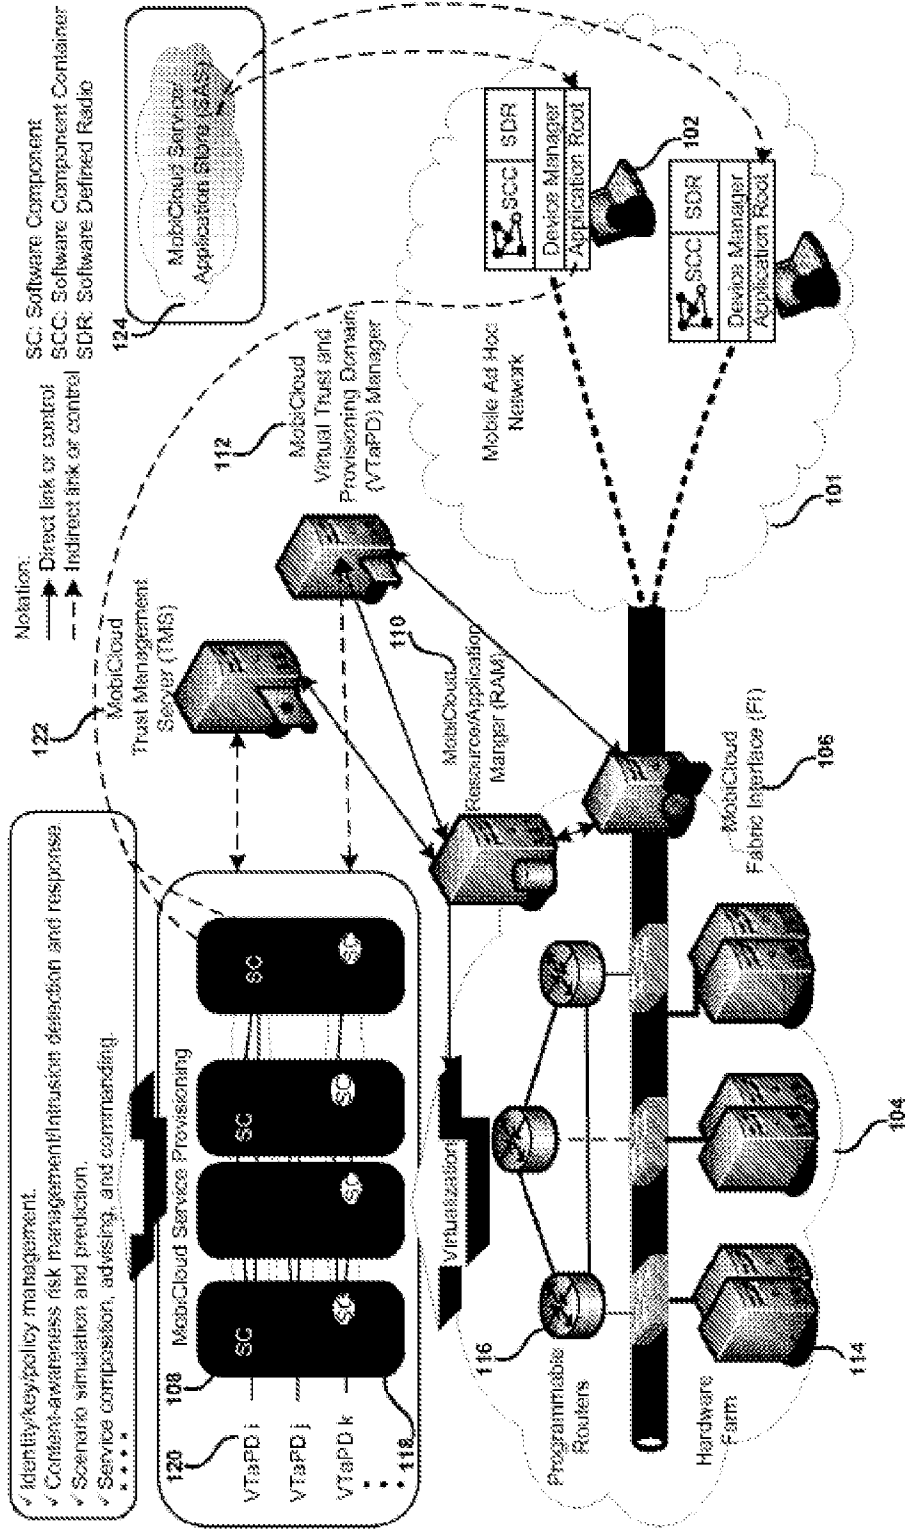 ✓ Identity/key/policy management.
✓ Context-awareness risk management/Intrusion detection and response.
✓ Scenario simulation and prediction.
✓ Service composition, advising, and commanding.
Notation:
Direct link or control
Indirect link or control
SC: Software Component
SCC: Software Component Container
SDR: Software Defined Radio
122
124
MobiCloud Service/
Application Store (SAS)
MobiCloud
Trust Management
Server (TMS)
112
MobiCloud
Virtual Trust and
Provisioning Domain
(VTaPD) Manager
108
MobiCloud Service Provisioning
120
VTaPD i
VTaPD j
VTaPD k
SC
SC
SC
SC
SC
SC
SC
118
110
MobiCloud
Resource/Application
Manger (RAM)
Virtualization
Mobile Ad Hoc
Network
SCC
SDR
Device Manager
Application Root
102
SCC
SDR
Device Manager
Application Root
101
116
Programmable
Routers
MobiCloud
Fabric Interface (FI)
106
Hardware
Farm
114
104